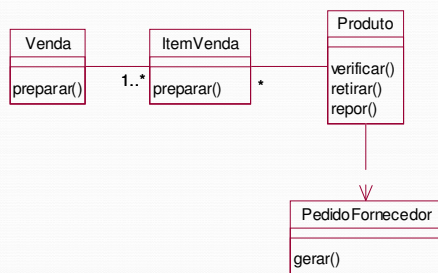 Venda
preparar()
1..*
ItemVenda
preparar()
*
Produto
verificar()
retirar()
repor()
PedidoFornecedor
gerar()